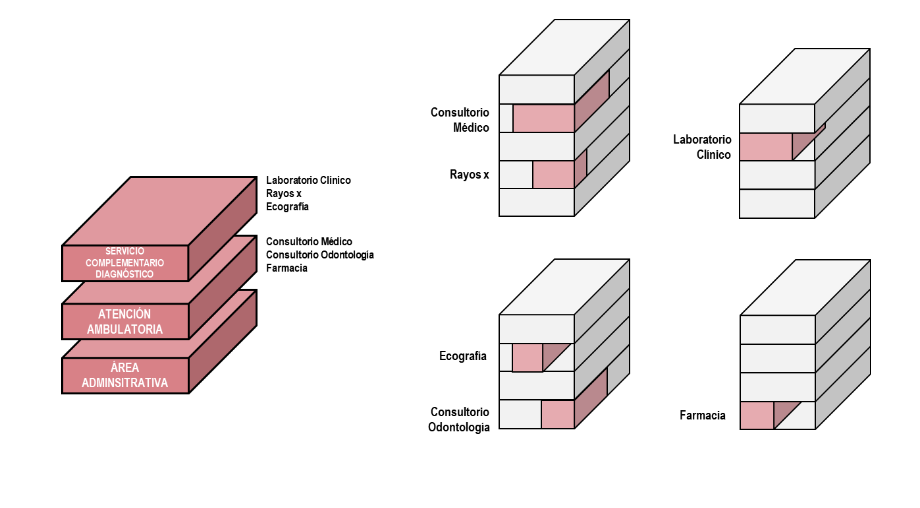 Laboratorio Clinico
Rayos x
Ecografia
SERVICIO
COMPLEMENTARIO
DIAGNÓSTICO
Consultorio Médico
Consultorio Odontologia
Farmacia
ATENCIÓN
AMBULATORIA
ÁREA
ADMINSITRATIVA
Consultorio
Médico
Rayos x
Laboratorio
Clinico
Ecografia
Consultorio
Odontologia
Farmacia